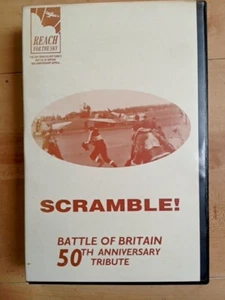 REACH
FOR THE SKY
SCRAMBLE!
BATTLE OF BRITAIN
50TH ANNIVERSARY
TRIBUTE